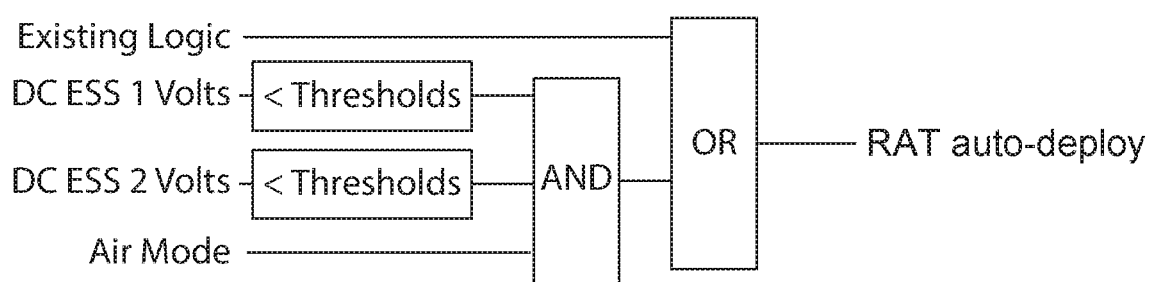 Existing Logic
DC ESS 1 Volts
< Thresholds
DC ESS 2 Volts
< Thresholds
Air Mode
AND
OR
RAT auto-deploy